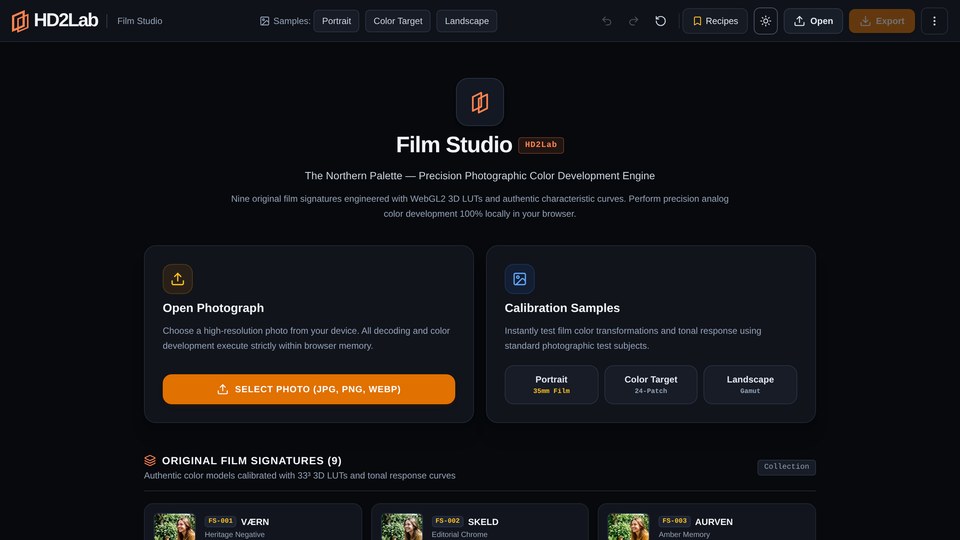 HD2Lab Film Studio Samples: Portrait Color Target Landscape Recipes Open Export
Film Studio HD2Lab
The Northern Palette — Precision Photographic Color Development Engine
Nine original film signatures engineered with WebGL2 3D LUTs and authentic characteristic curves. Perform precision analog
color development 100% locally in your browser.
Open Photograph
Choose a high-resolution photo from your device. All decoding and color
development execute strictly within browser memory.
SELECT PHOTO (JPG, PNG, WEBP)
Calibration Samples
Instantly test film color transformations and tonal response using
standard photographic test subjects.
Portrait
35mm Film
Color Target
24-Patch
Landscape
Gamut
ORIGINAL FILM SIGNATURES (9)
Authentic color models calibrated with 33³ 3D LUTs and tonal response curves
Collection
FS-001 VÆRN
Heritage Negative
FS-002 SKELD
Editorial Chrome
FS-003 AURVEN
Amber Memory